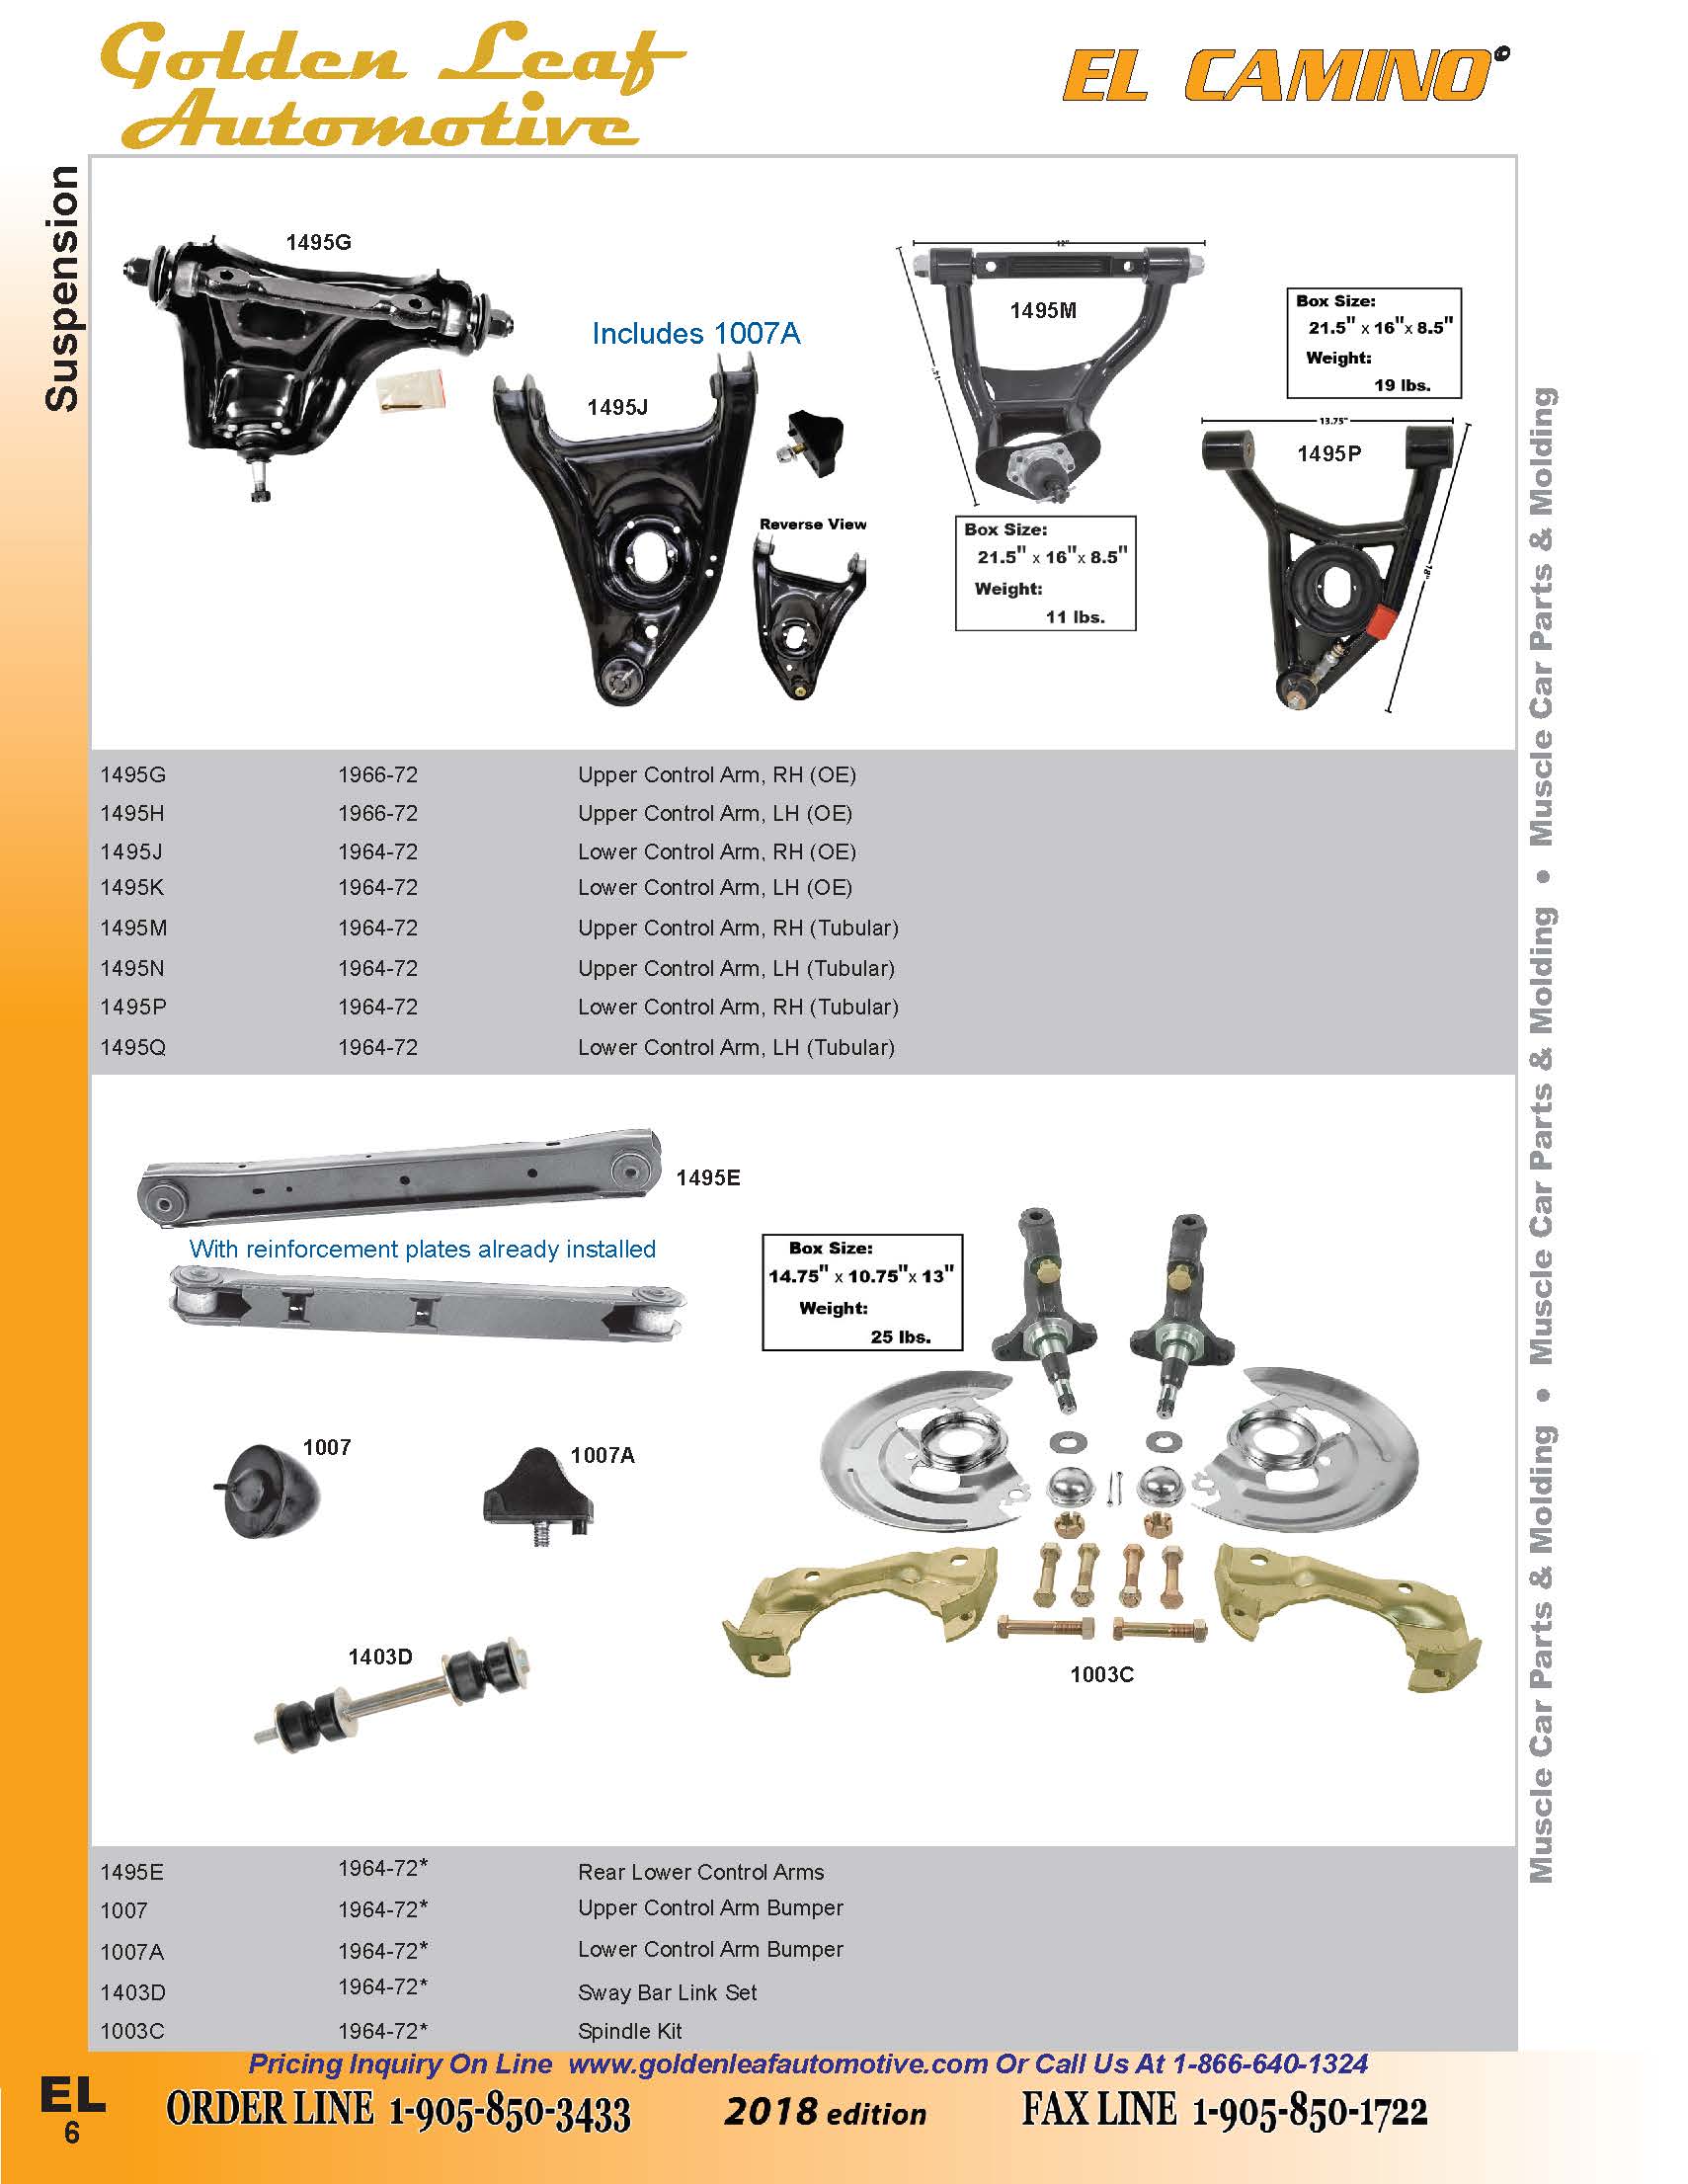 Golden Leaf
Automotive
EL CAMINO
Suspension
1495G
Includes 1007A
1495J
Reverse View
12"
14"
1495M
Box Size:
21.5" x 16"x 8.5"
Weight:
11 lbs.
Box Size:
21.5" x 16"x 8.5"
Weight:
19 lbs.
13.75"
1495P
18"
1495G 1966-72 Upper Control Arm, RH (OE)
1495H 1966-72 Upper Control Arm, LH (OE)
1495J 1964-72 Lower Control Arm, RH (OE)
1495K 1964-72 Lower Control Arm, LH (OE)
1495M 1964-72 Upper Control Arm, RH (Tubular)
1495N 1964-72 Upper Control Arm, LH (Tubular)
1495P 1964-72 Lower Control Arm, RH (Tubular)
1495Q 1964-72 Lower Control Arm, LH (Tubular)
1495E
With reinforcement plates already installed
Box Size:
14.75" x 10.75"x 13"
Weight:
25 lbs.
1007
1007A
1403D
1003C
1495E 1964-72* Rear Lower Control Arms
1007 1964-72* Upper Control Arm Bumper
1007A 1964-72* Lower Control Arm Bumper
1403D 1964-72* Sway Bar Link Set
1003C 1964-72* Spindle Kit
Muscle Car Parts & Molding • Muscle Car Parts & Molding • Muscle Car Parts & Molding
Pricing Inquiry On Line www.goldenleafautomotive.com Or Call Us At 1-866-640-1324
EL
6
ORDER LINE 1-905-850-3433 2018 edition FAX LINE 1-905-850-1722